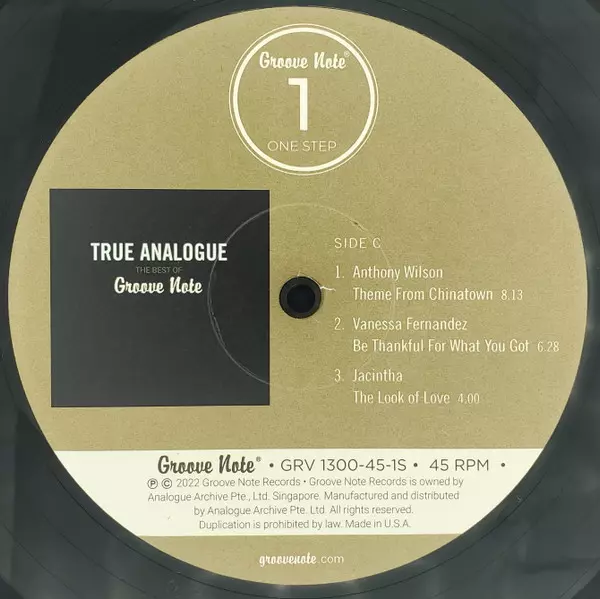 Groove Note®
1
ONE STEP
TRUE ANALOGUE
THE BEST OF
Groove Note
SIDE C
1. Anthony Wilson
Theme From Chinatown 8.13
2. Vanessa Fernandez
Be Thankful For What You Got 6.28
3. Jacintha
The Look of Love 4.00
Groove Note® • GRV 1300-45-1S • 45 RPM •
Ⓟ © 2022 Groove Note Records • Groove Note Records is owned by
Analogue Archive Pte., Ltd. Singapore. Manufactured and distributed
by Analogue Archive Pte. Ltd. All rights reserved.
Duplication is prohibited by law. Made in U.S.A.
groovenote.com